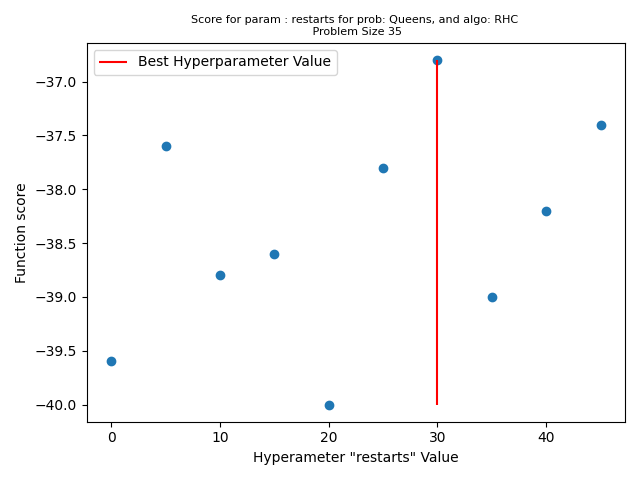 Score for param : restarts for prob: Queens, and algo: RHC
Problem Size 35
Best Hyperparameter Value
Function score
−37.0
−37.5
−38.0
−38.5
−39.0
−39.5
−40.0
0 10 20 30 40
Hyperameter "restarts" Value